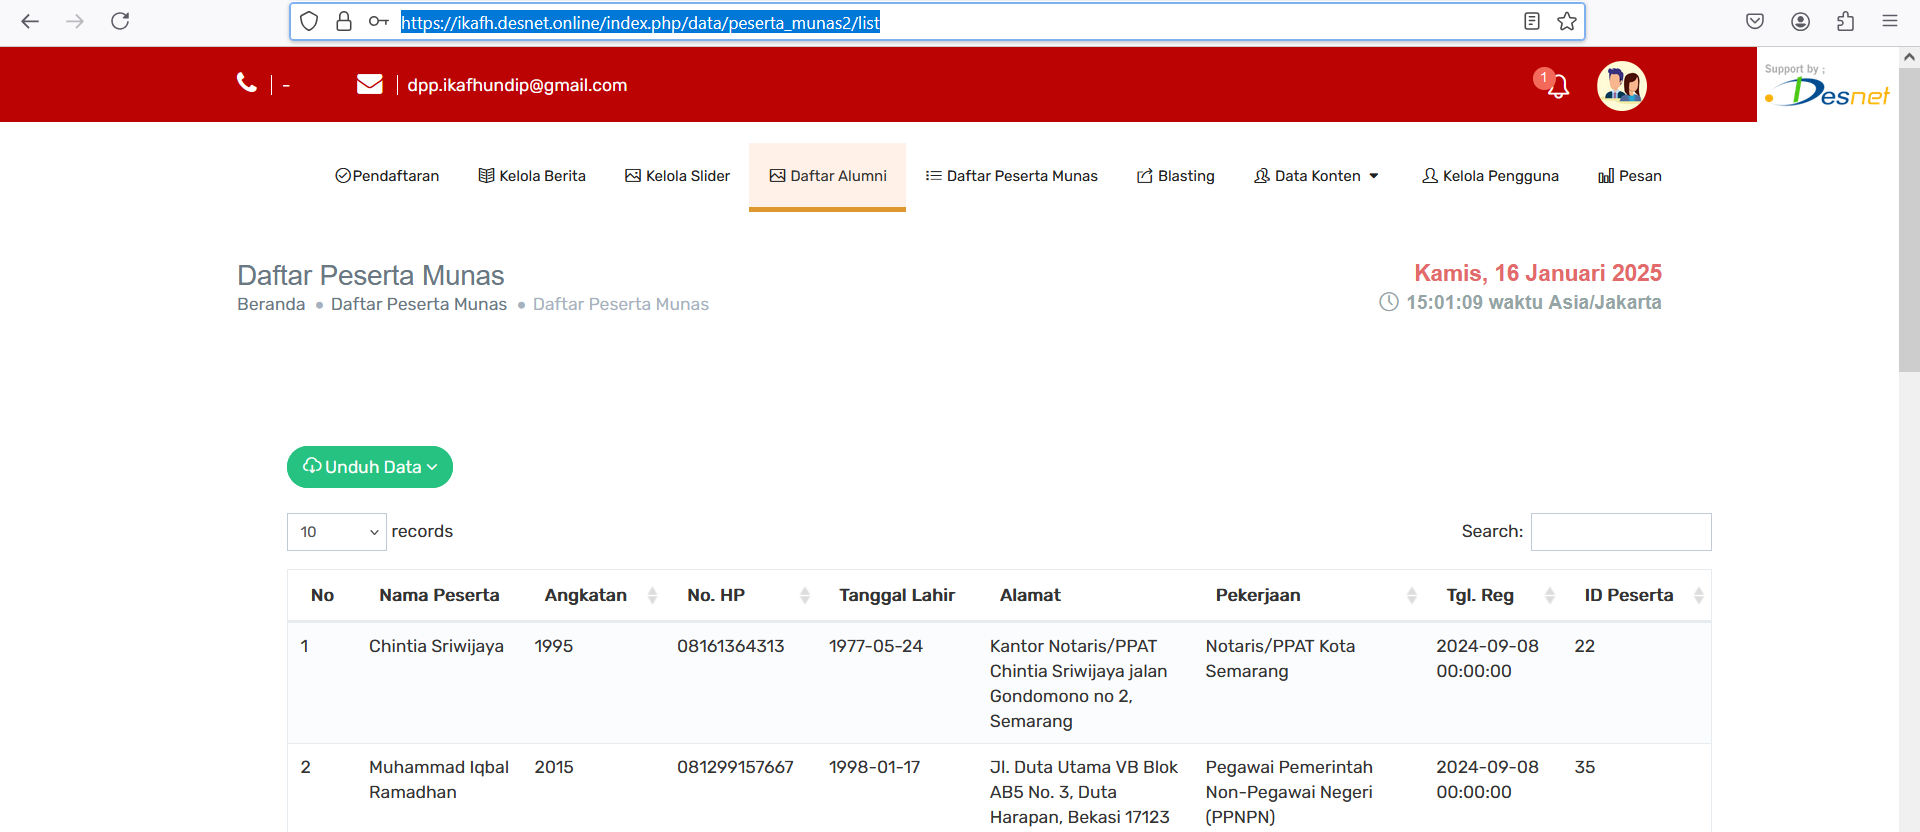 https://ikafh.desnet.online/index.php/data/peserta_munas2/list
- dpp.ikafhundip@gmail.com 1
Support by ;
Desnet
Pendaftaran Kelola Berita Kelola Slider Daftar Alumni Daftar Peserta Munas Blasting Data Konten Kelola Pengguna Pesan
Daftar Peserta Munas
Beranda • Daftar Peserta Munas • Daftar Peserta Munas
Kamis, 16 Januari 2025
15:01:09 waktu Asia/Jakarta
Unduh Data
10 records Search:
No Nama Peserta Angkatan No. HP Tanggal Lahir Alamat Pekerjaan Tgl. Reg ID Peserta
1 Chintia Sriwijaya 1995 08161364313 1977-05-24 Kantor Notaris/PPAT Notaris/PPAT Kota 2024-09-08 22
Chintia Sriwijaya jalan Semarang 00:00:00
Gondomono no 2,
Semarang
2 Muhammad Iqbal 2015 081299157667 1998-01-17 Jl. Duta Utama VB Blok Pegawai Pemerintah 2024-09-08 35
Ramadhan AB5 No. 3, Duta Non-Pegawai Negeri 00:00:00
Harapan, Bekasi 17123 (PPNPN)